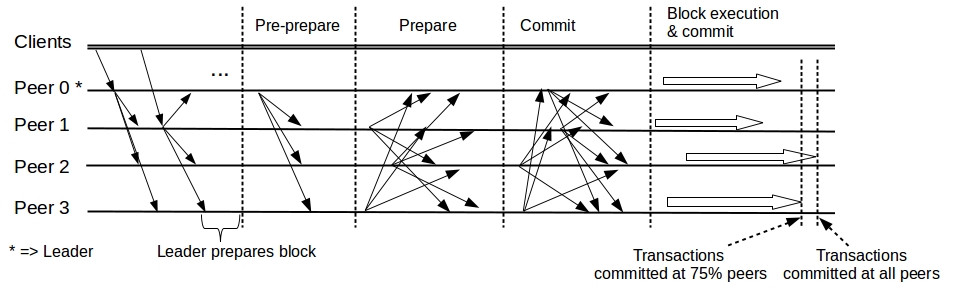 Clients
Pre-prepare
Prepare
Commit
Block execution
& commit
...
Peer 0 *
Peer 1
Peer 2
Peer 3
* => Leader
Leader prepares block
Transactions
committed at 75% peers
Transactions
committed at all peers